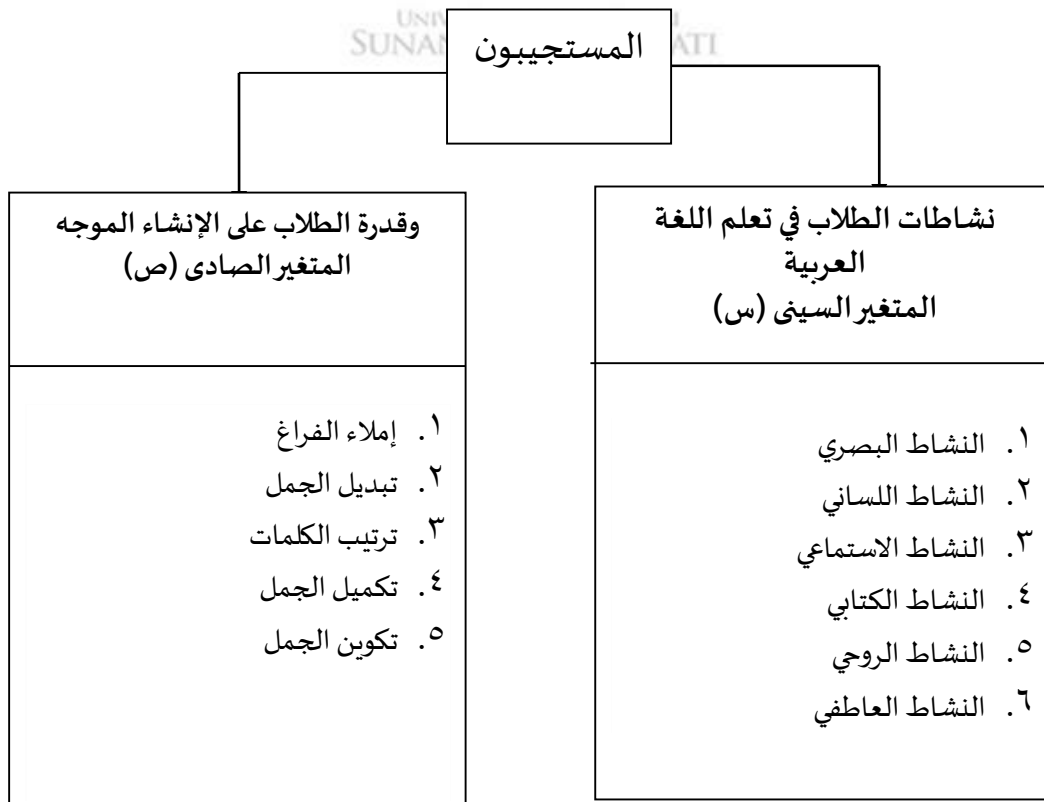 المستجيبون
نشاطات الطلاب في تعلم اللغة
العربية
المتغير السينى (س)
١. النشاط البصري
٢. النشاط اللساني
٣. النشاط الاستماعي
٤. النشاط الكتابي
٥. النشاط الروحي
٦. النشاط العاطفي
وقدرة الطلاب على الإنشاء الموجه
المتغير الصادى (ص)
١. إملاء الفراغ
٢. تبديل الجمل
٣. ترتيب الكلمات
٤. تكميل الجمل
٥. تكوين الجمل